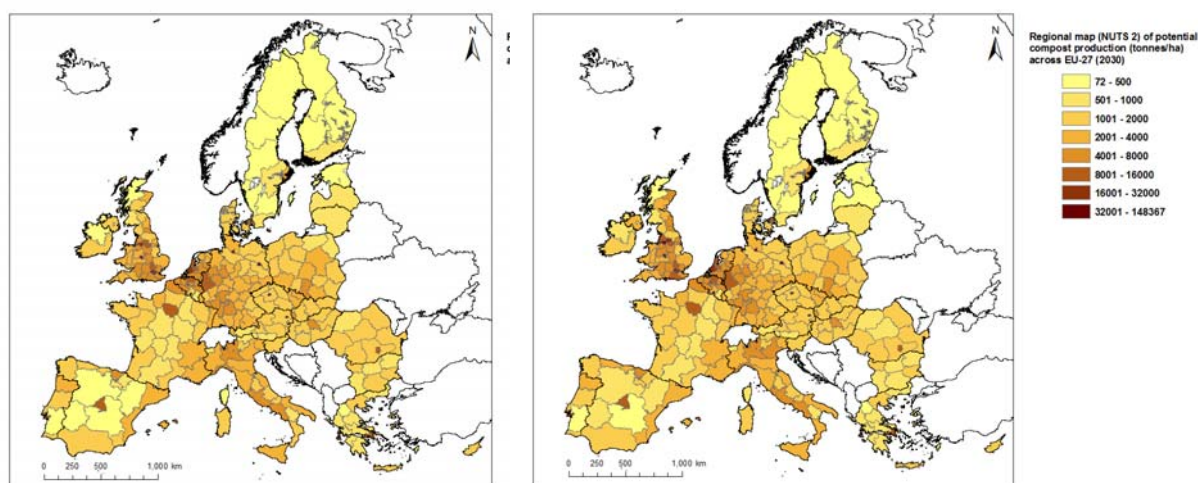 N
0 250 500 1,000 km
N
0 250 500 1,000 km
Regional map (NUTS 2) of potential
compost production (tonnes/ha)
across EU-27 (2030)
72 - 500
501 - 1000
1001 - 2000
2001 - 4000
4001 - 8000
8001 - 16000
16001 - 32000
32001 - 148367